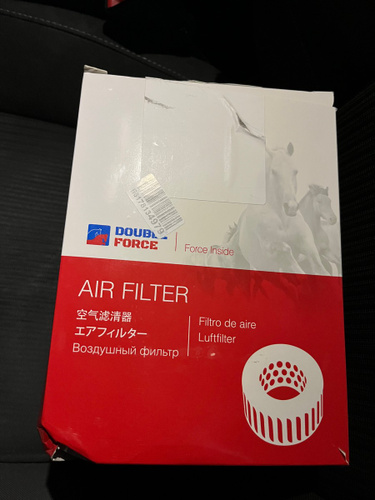 DOUBLE
FORCE
Force Inside
AIR FILTER
空气滤清器
エアフィルター
Воздушный фильтр
Filtro de aire
Luftfilter